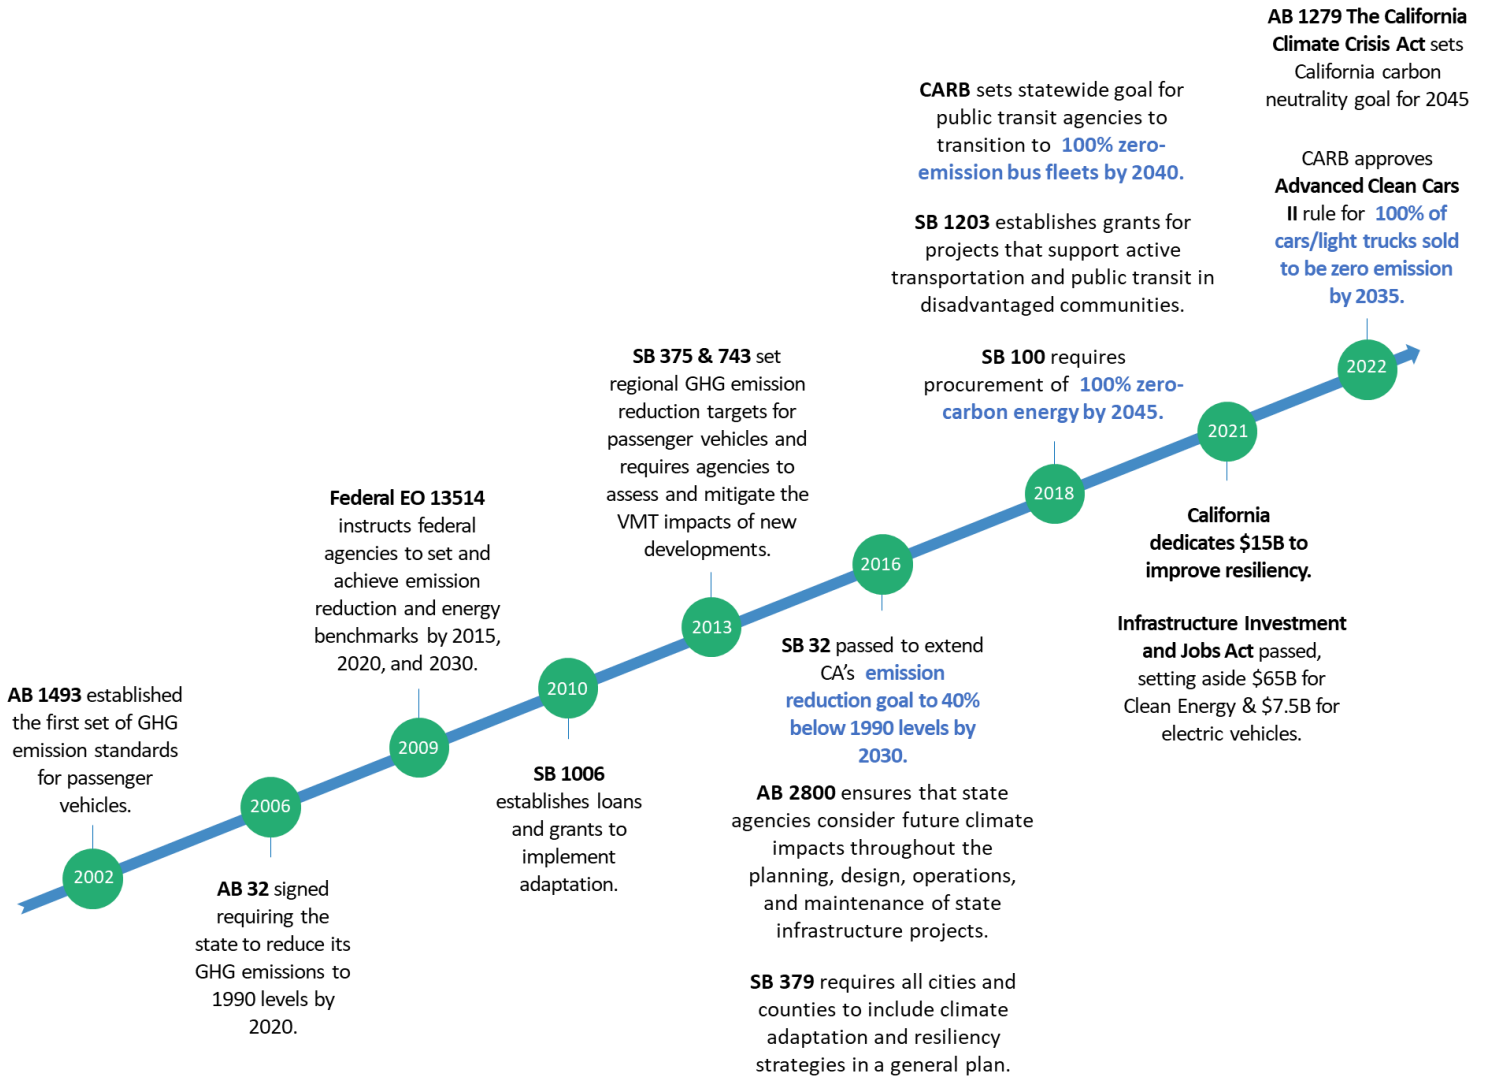 AB 1493 established
the first set of GHG
emission standards
for passenger
vehicles.
2002
2006
AB 32 signed
requiring the
state to reduce its
GHG emissions to
1990 levels by
2020.
Federal EO 13514
instructs federal
agencies to set and
achieve emission
reduction and energy
benchmarks by 2015,
2020, and 2030.
2009
2010
SB 1006
establishes loans
and grants to
implement
adaptation.
SB 375 & 743 set
regional GHG emission
reduction targets for
passenger vehicles and
requires agencies to
assess and mitigate the
VMT impacts of new
developments.
2013
2016
SB 32 passed to extend
CA's emission
reduction goal to 40%
below 1990 levels by
2030.
AB 2800 ensures that state
agencies consider future climate
impacts throughout the
planning, design, operations,
and maintenance of state
infrastructure projects.
SB 379 requires all cities and
counties to include climate
adaptation and resiliency
strategies in a general plan.
CARB sets statewide goal for
public transit agencies to
transition to 100% zero-
emission bus fleets by 2040.
SB 1203 establishes grants for
projects that support active
transportation and public transit in
disadvantaged communities.
SB 100 requires
procurement of 100% zero-
carbon energy by 2045.
2018
2021
California
dedicates $15B to
improve resiliency.
Infrastructure Investment
and Jobs Act passed,
setting aside $65B for
Clean Energy & $7.5B for
electric vehicles.
AB 1279 The California
Climate Crisis Act sets
California carbon
neutrality goal for 2045
CARB approves
Advanced Clean Cars
II rule for 100% of
cars/light trucks sold
to be zero emission
by 2035.
2022